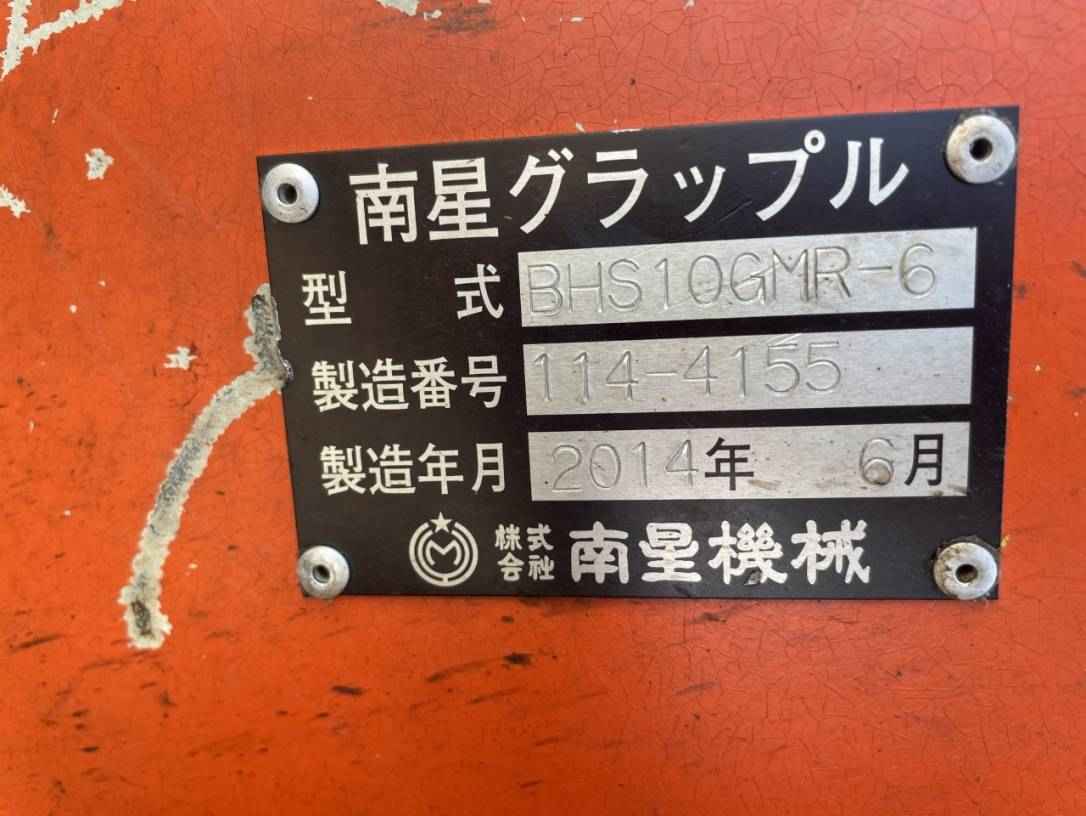 南星グラップル
型 式 BHS10GMR-6
製造番号 114-4155
製造年月 2014年 6月
株式会社 南星機械